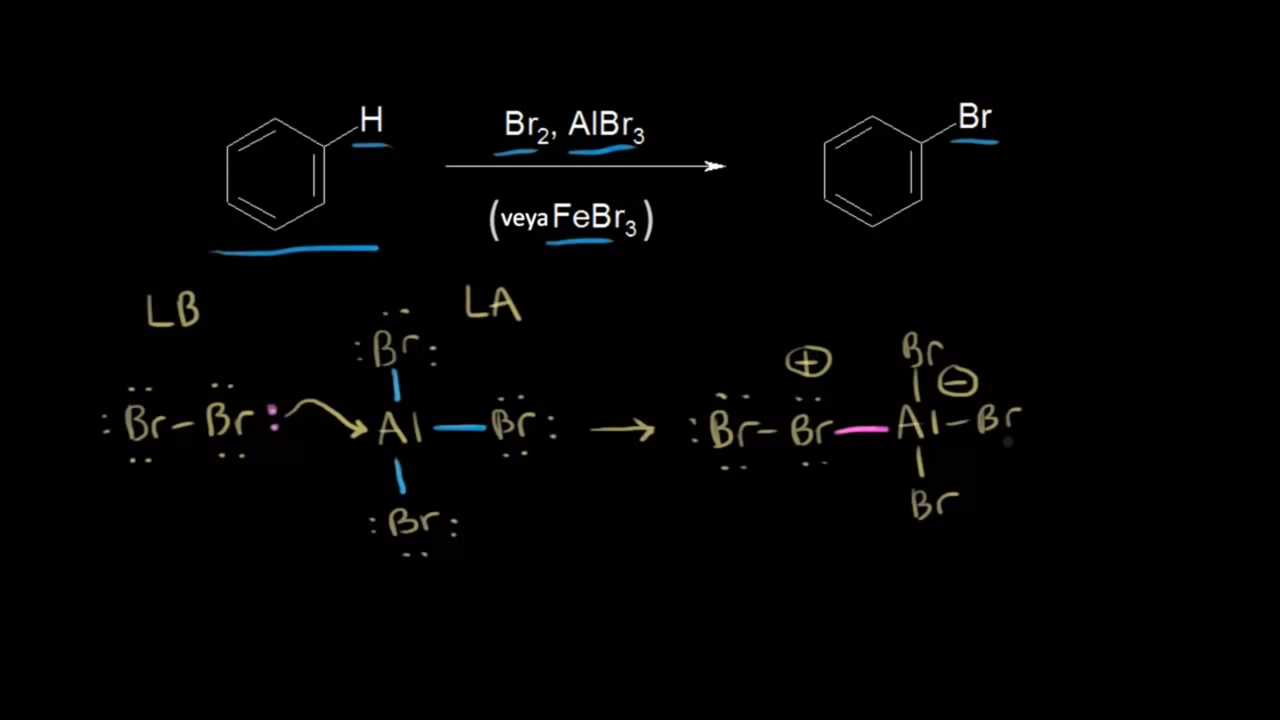 H
Br2, AlBr3
(veya FeBr3)
Br
LB
LA
:Br-Br: Al-Br: → :Br-Br-Al-Br
:Br:
:Br:
Br
Br
+
-